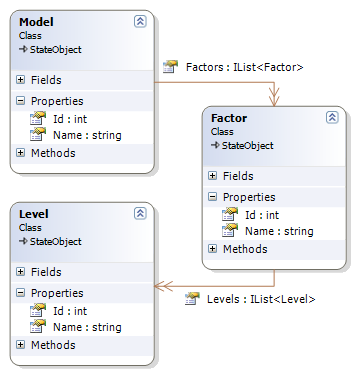 Model
Class
StateObject
Fields
Properties
Id : int
Name : string
Methods
Factors : IList<Factor>
Factor
Class
StateObject
Fields
Properties
Id : int
Name : string
Methods
Level
Class
StateObject
Fields
Properties
Id : int
Name : string
Methods
Levels : IList<Level>